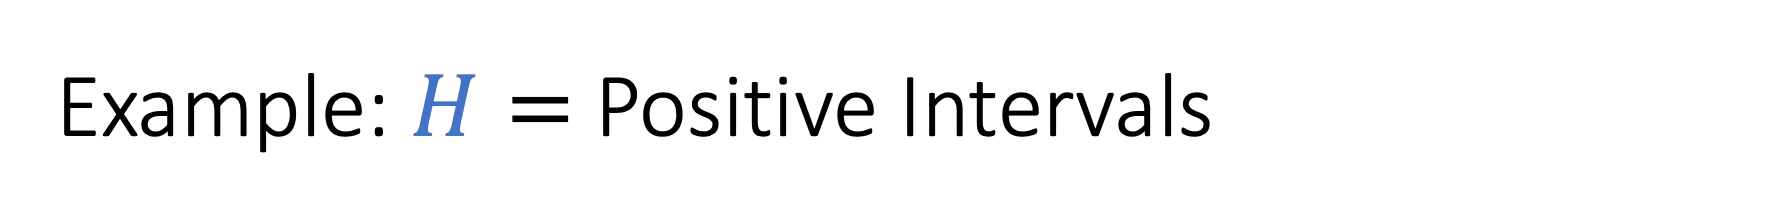 Example: H = Positive Intervals